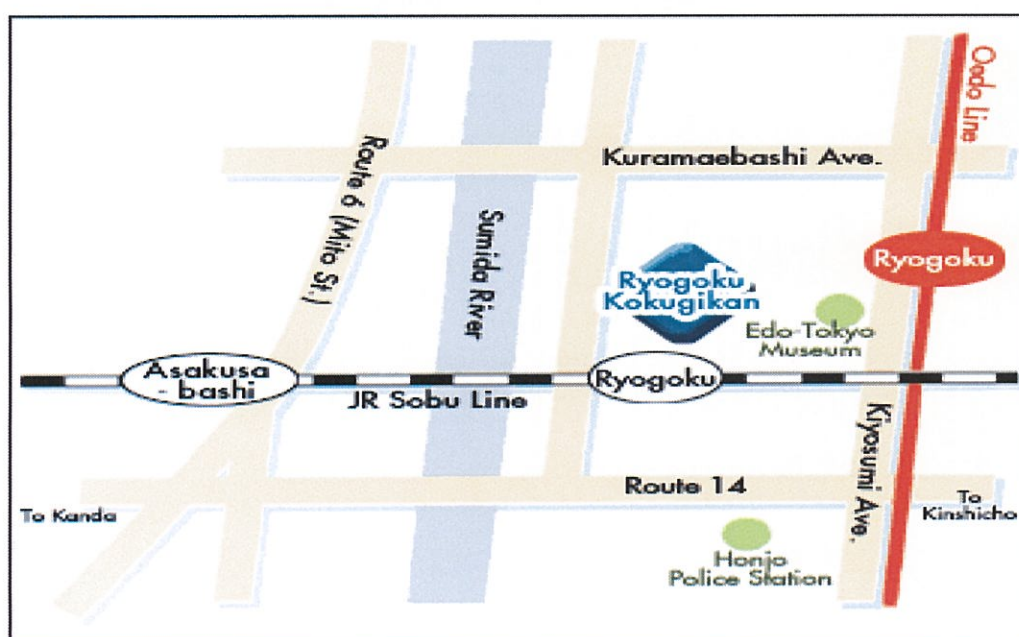 Oodo Line
Kuramaebashi Ave.
Route 6 (Mito St.)
Sumida River
Ryogoku
Kokugikan
Ryogoku
Edo-Tokyo
Museum
Asakusa
- bashi
Ryogoku
JR Sobu Line
Kiyosumi Ave.
Route 14
To Kanda
To
Kinshicho
Honjo
Police Station